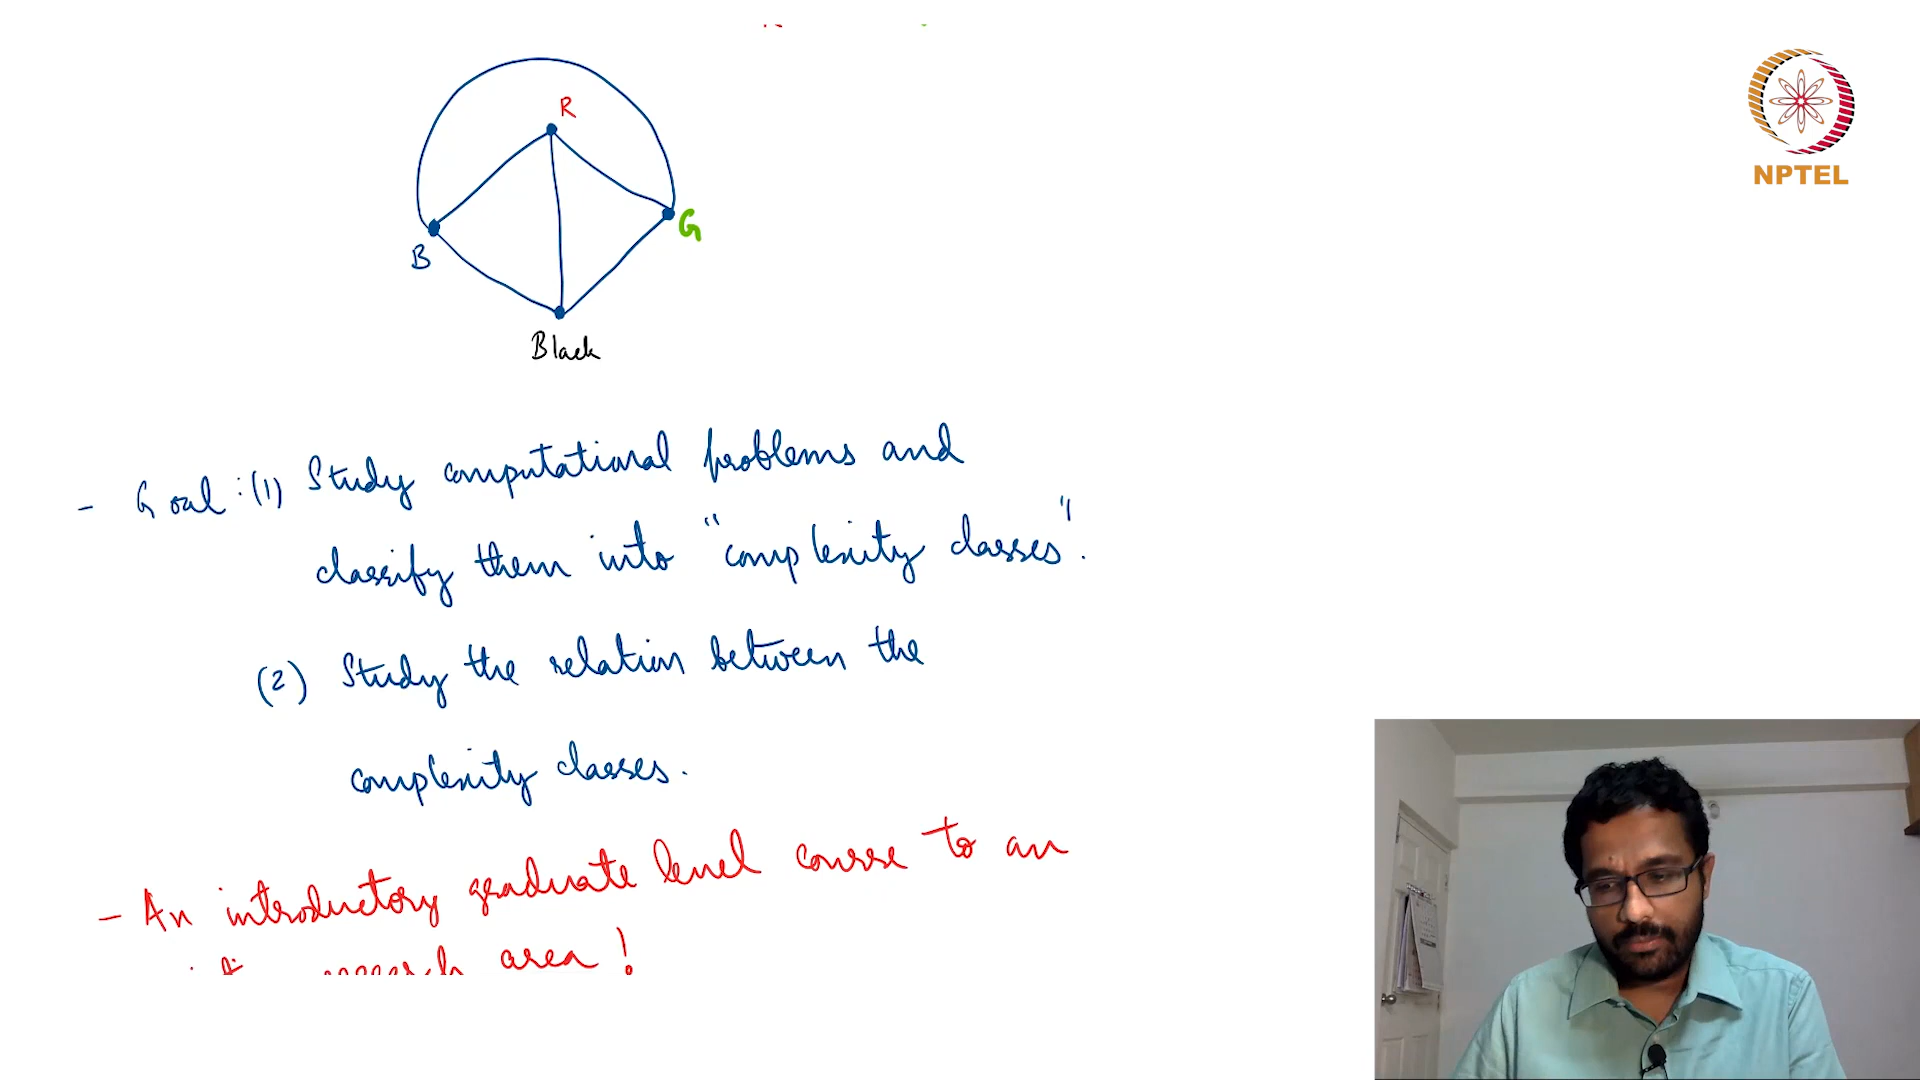 R
NPTEL
G
B
Black
- Goal : (1) Study computational problems and
classify them into "complexity classes".
(2) Study the relation between the
complexity classes.
- An introductory graduate level course to an
research area!